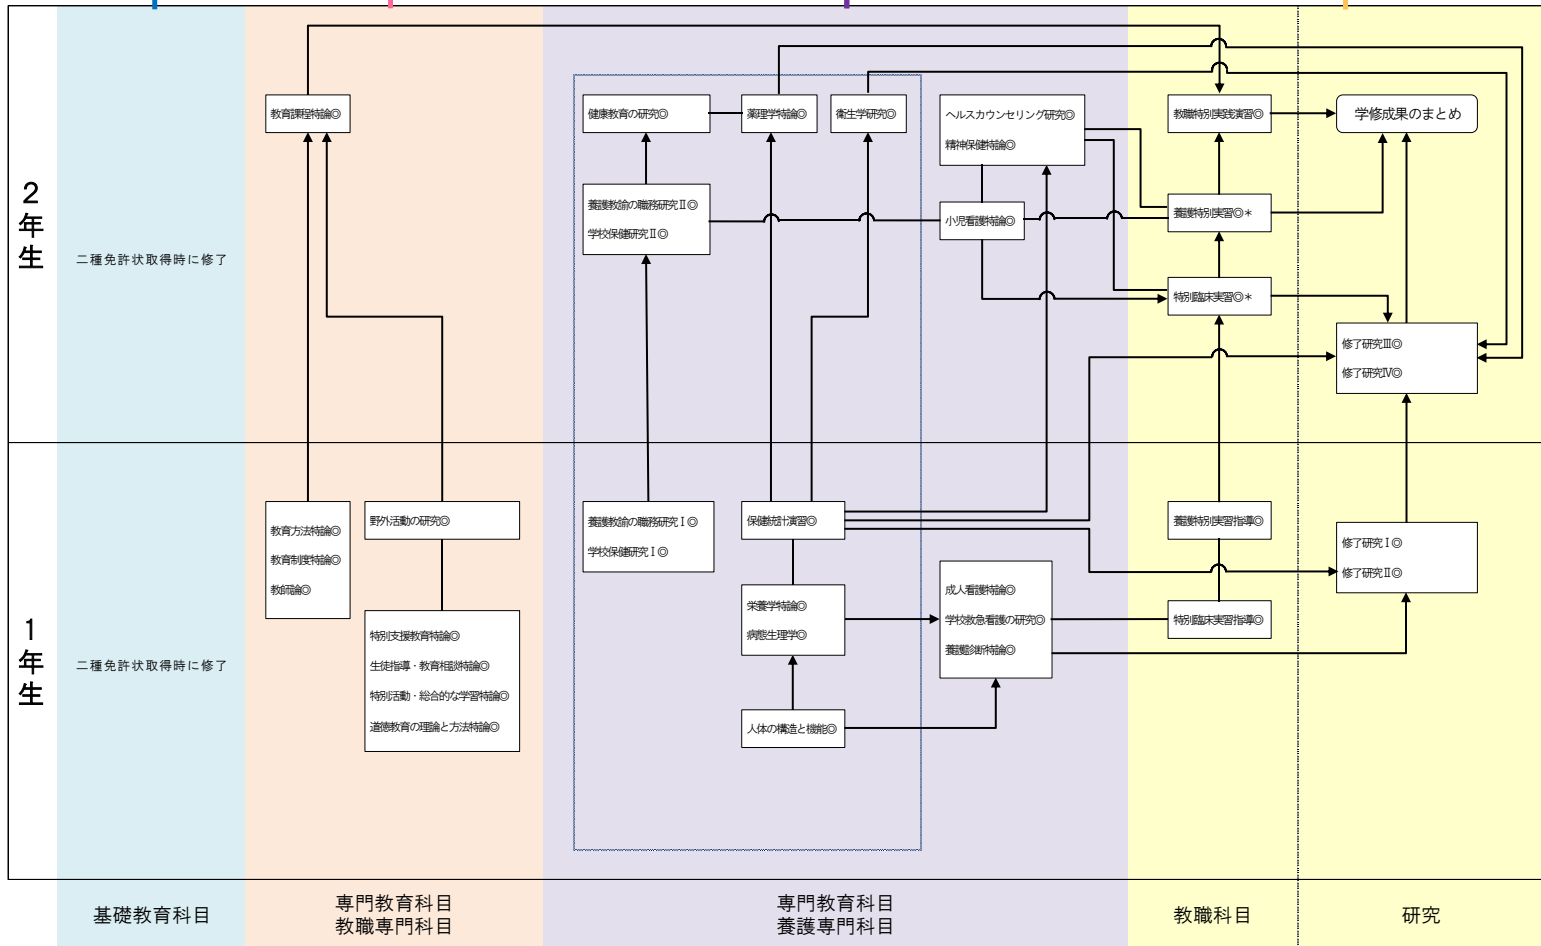 2年生
二種免許状取得時に修了
教育課程特論◎
健康教育の研究◎
薬理学特論◎
衛生学研究◎
ヘルスカウンセリング研究◎
精神保健特論◎
教職特別実践演習◎
学修成果のまとめ
養護教諭の職務研究Ⅱ◎
学校保健研究Ⅱ◎
小児看護特論◎
養護特別実習◎*
特別臨床実習◎*
修了研究Ⅲ◎
修了研究Ⅳ◎
1年生
二種免許状取得時に修了
教育方法特論◎
教育制度特論◎
教師論◎
野外活動の研究◎
特別支援教育特論◎
生徒指導・教育相談特論◎
特別活動・総合的な学習特論◎
道徳教育の理論と方法特論◎
養護教諭の職務研究Ⅰ◎
学校保健研究Ⅰ◎
保健統計演習◎
栄養学特論◎
病態生理学◎
人体の構造と機能◎
成人看護特論◎
学校救急看護の研究◎
養護診断特論◎
養護特別実習指導◎
特別臨床実習指導◎
修了研究Ⅰ◎
修了研究Ⅱ◎
基礎教育科目
専門教育科目
教職専門科目
専門教育科目
養護専門科目
教職科目
研究